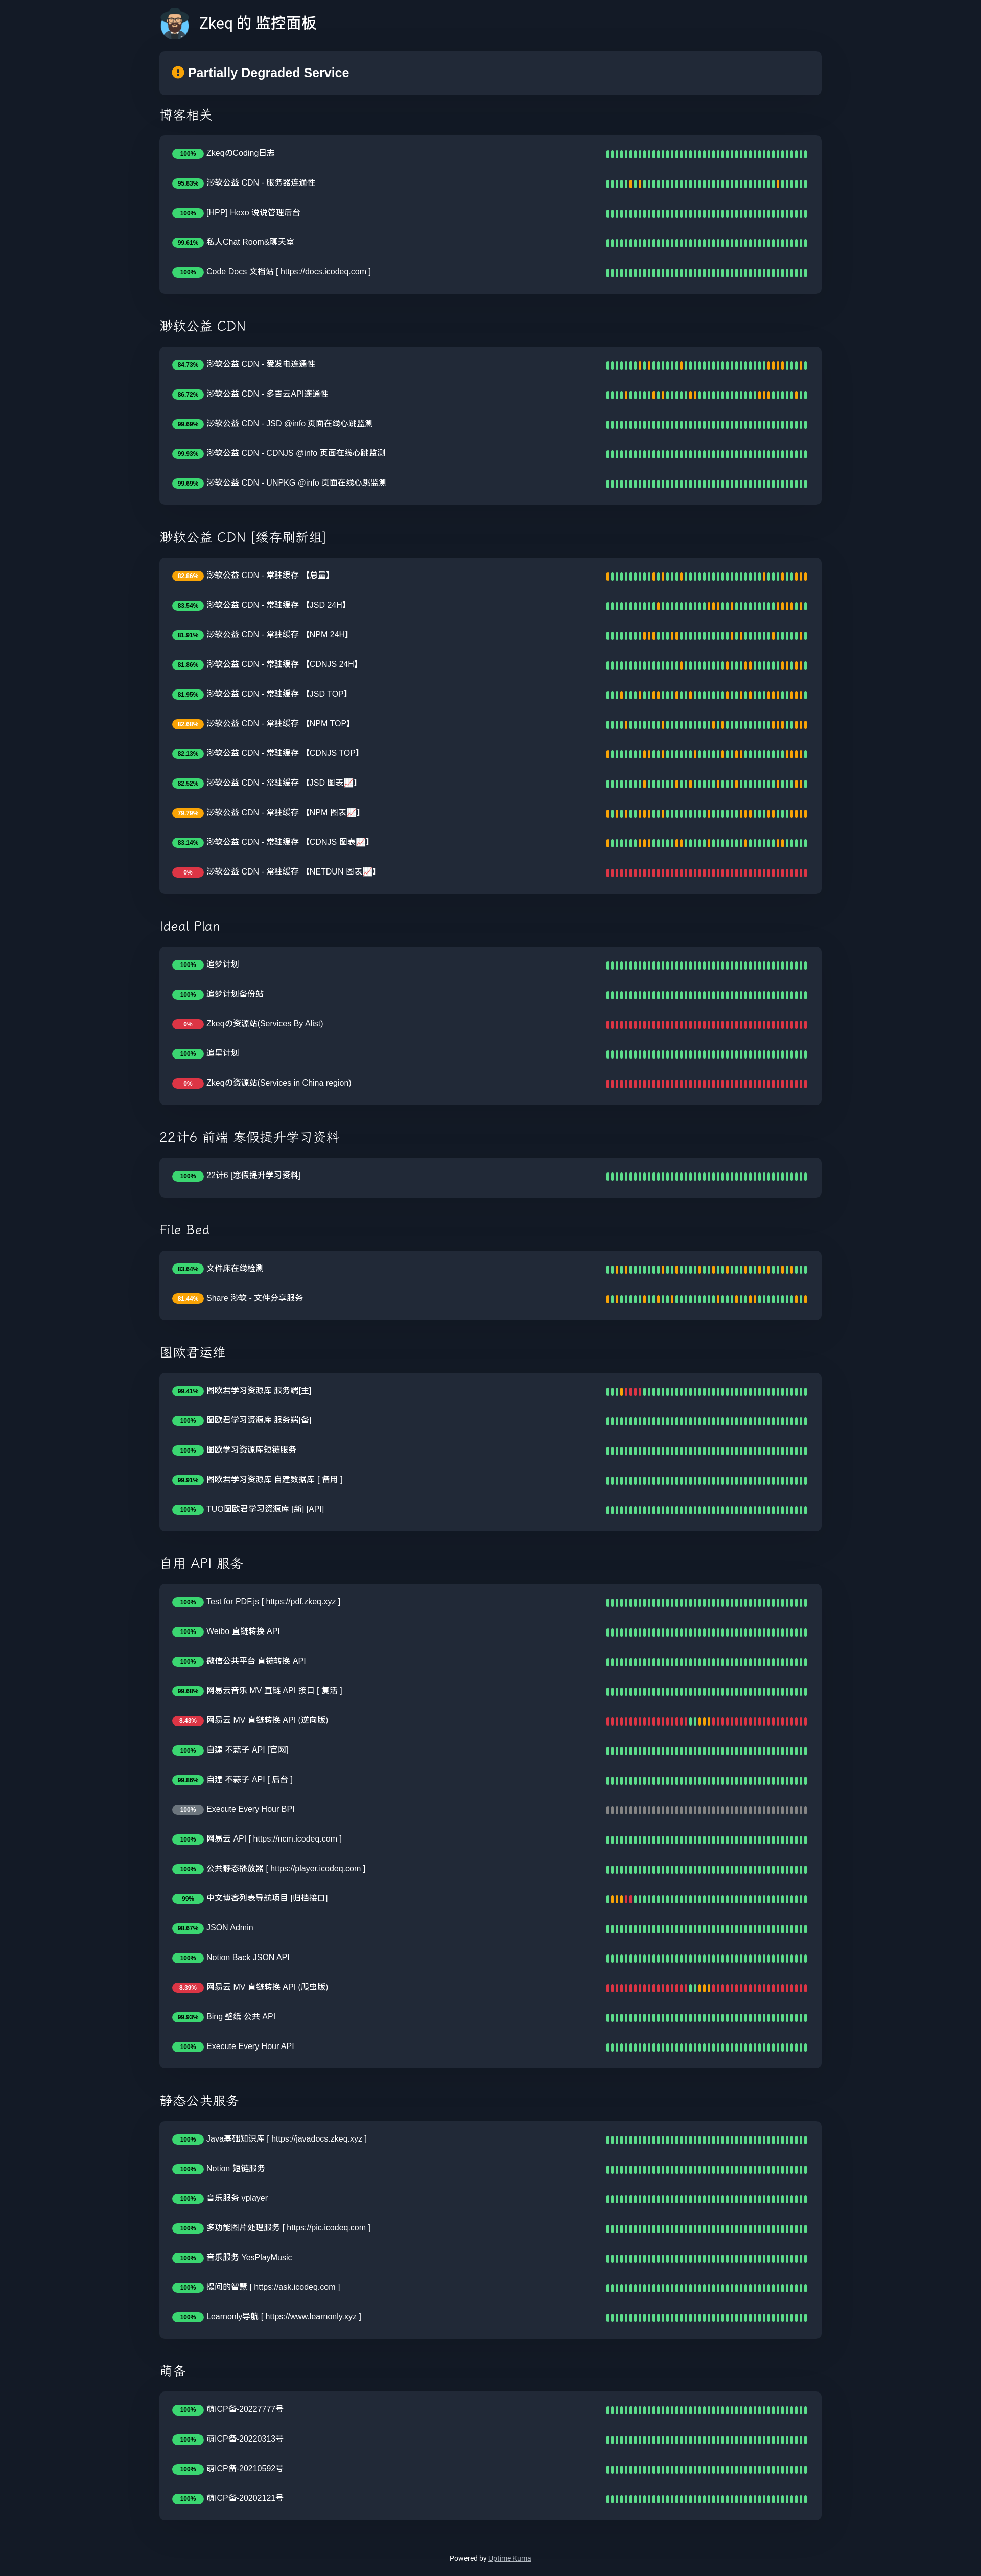 Zkeq 的 监控面板
Partially Degraded Service
博客相关
100% ZkeqのCoding日志
95.83% 渺软公益 CDN - 服务器连通性
100% [HPP] Hexo 说说管理后台
99.61% 私人Chat Room&聊天室
100% Code Docs 文档站 [ https://docs.icodeq.com ]
渺软公益 CDN
84.73% 渺软公益 CDN - 爱发电连通性
86.72% 渺软公益 CDN - 多吉云API连通性
99.69% 渺软公益 CDN - JSD @info 页面在线心跳监测
99.93% 渺软公益 CDN - CDNJS @info 页面在线心跳监测
99.69% 渺软公益 CDN - UNPKG @info 页面在线心跳监测
渺软公益 CDN [缓存刷新组]
82.86% 渺软公益 CDN - 常驻缓存 【总量】
83.54% 渺软公益 CDN - 常驻缓存 【JSD 24H】
81.91% 渺软公益 CDN - 常驻缓存 【NPM 24H】
81.86% 渺软公益 CDN - 常驻缓存 【CDNJS 24H】
81.95% 渺软公益 CDN - 常驻缓存 【JSD TOP】
82.68% 渺软公益 CDN - 常驻缓存 【NPM TOP】
82.13% 渺软公益 CDN - 常驻缓存 【CDNJS TOP】
82.52% 渺软公益 CDN - 常驻缓存 【JSD 图表📈】
79.79% 渺软公益 CDN - 常驻缓存 【NPM 图表📈】
83.14% 渺软公益 CDN - 常驻缓存 【CDNJS 图表📈】
0% 渺软公益 CDN - 常驻缓存 【NETDUN 图表📈】
Ideal Plan
100% 追梦计划
100% 追梦计划备份站
0% Zkeqの资源站(Services By Alist)
100% 追星计划
0% Zkeqの资源站(Services in China region)
22计6 前端 寒假提升学习资料
100% 22计6 [寒假提升学习资料]
File Bed
83.64% 文件床在线检测
81.44% Share 渺软 - 文件分享服务
图欧君运维
99.41% 图欧君学习资源库 服务端[主]
100% 图欧君学习资源库 服务端[备]
100% 图欧学习资源库短链服务
99.91% 图欧君学习资源库 自建数据库 [ 备用 ]
100% TUO图欧君学习资源库 [新] [API]
自用 API 服务
100% Test for PDF.js [ https://pdf.zkeq.xyz ]
100% Weibo 直链转换 API
100% 微信公共平台 直链转换 API
99.68% 网易云音乐 MV 直链 API 接口 [ 复活 ]
8.43% 网易云 MV 直链转换 API (逆向版)
100% 自建 不蒜子 API [官网]
99.86% 自建 不蒜子 API [ 后台 ]
100% Execute Every Hour BPI
100% 网易云 API [ https://ncm.icodeq.com ]
100% 公共静态播放器 [ https://player.icodeq.com ]
99% 中文博客列表导航项目 [归档接口]
98.67% JSON Admin
100% Notion Back JSON API
8.39% 网易云 MV 直链转换 API (爬虫版)
99.93% Bing 壁纸 公共 API
100% Execute Every Hour API
静态公共服务
100% Java基础知识库 [ https://javadocs.zkeq.xyz ]
100% Notion 短链服务
100% 音乐服务 vplayer
100% 多功能图片处理服务 [ https://pic.icodeq.com ]
100% 音乐服务 YesPlayMusic
100% 提问的智慧 [ https://ask.icodeq.com ]
100% Learnonly导航 [ https://www.learnonly.xyz ]
萌备
100% 萌ICP备-20227777号
100% 萌ICP备-20220313号
100% 萌ICP备-20210592号
100% 萌ICP备-20202121号
Powered by Uptime Kuma